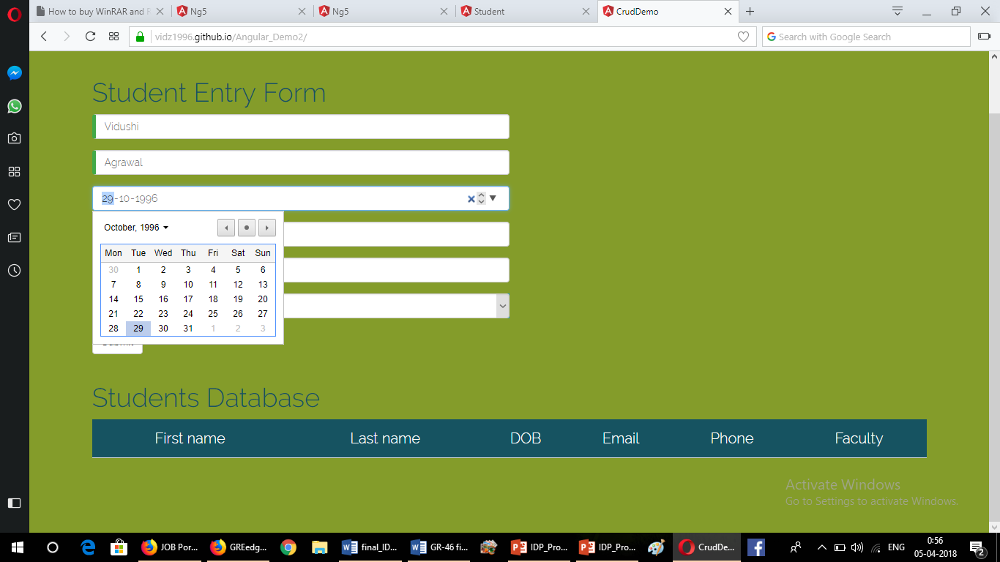 How to buy WinRAR and
Ng5
Ng5
Student
CrudDemo
vidz1996.github.io/Angular_Demo2/
Search with Google Search
Student Entry Form
Vidushi
Agrawal
29-10-1996
October, 1996
Mon Tue Wed Thu Fri Sat Sun
30 1 2 3 4 5 6
7 8 9 10 11 12 13
14 15 16 17 18 19 20
21 22 23 24 25 26 27
28 29 30 31 1 2 3
Students Database
First name Last name DOB Email Phone Faculty
Activate Windows
Go to Settings to activate Windows.
JOB Por...
GREedg...
final_ID...
GR-46 fi...
IDP_Pro...
IDP_Pro...
CrudDe...
ENG
0:56
05-04-2018
2